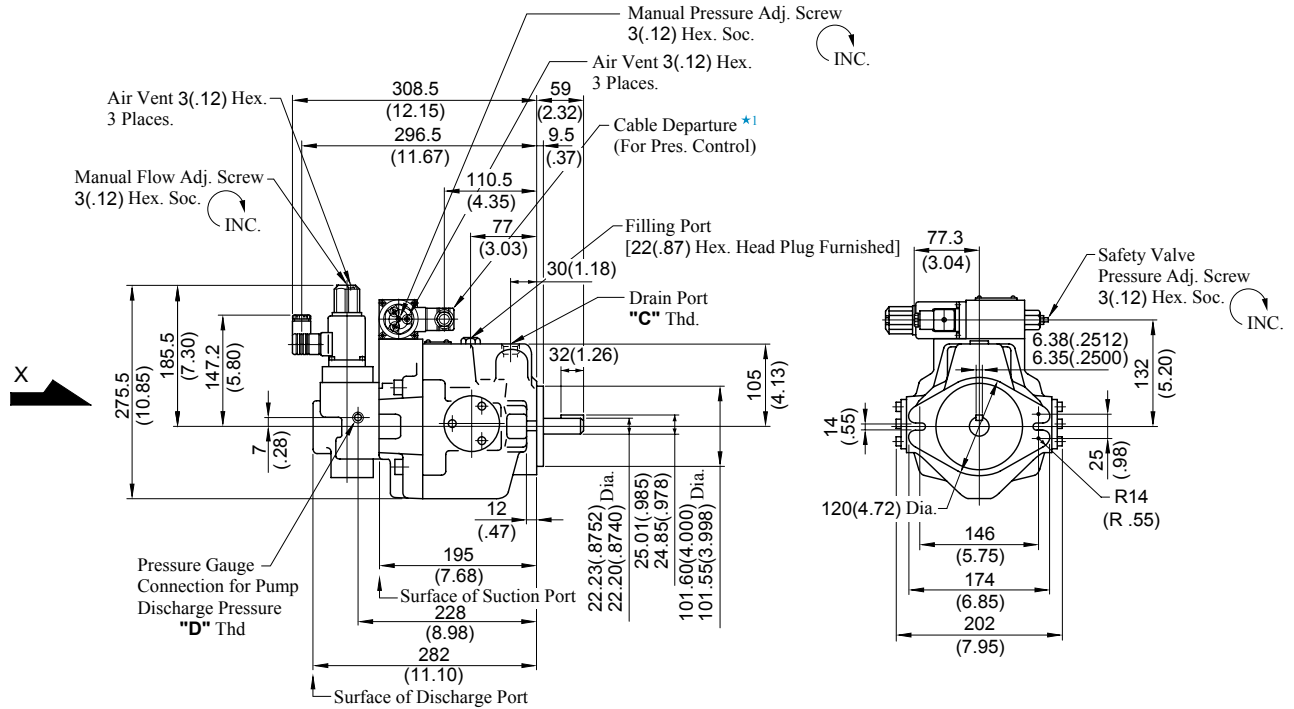 Manual Pressure Adj. Screw
3(.12) Hex. Soc.
INC.
Air Vent 3(.12) Hex.
3 Places.
308.5
(12.15)
59
(2.32)
Air Vent 3(.12) Hex.
3 Places.
Cable Departure ★1
(For Pres. Control)
296.5
(11.67)
9.5
(.37)
Manual Flow Adj. Screw
3(.12) Hex. Soc.
INC.
110.5
(4.35)
77
(3.03)
Filling Port
[22(.87) Hex. Head Plug Furnished]
30(1.18)
Drain Port
"C" Thd.
32(1.26)
X
275.5
(10.85)
185.5
(7.30)
147.2
(5.80)
7
(.28)
105
(4.13)
12
(.47)
195
(7.68)
Surface of Suction Port
228
(8.98)
282
(11.10)
Surface of Discharge Port
Pressure Gauge
Connection for Pump
Discharge Pressure
"D" Thd
22.23(.8752) Dia.
22.20(.8740)
25.01(.985)
24.85(.978)
101.60(4.000) Dia.
101.55(3.998)
77.3
(3.04)
Safety Valve
Pressure Adj. Screw
3(.12) Hex. Soc.
INC.
6.38(.2512)
6.35(.2500)
132
(5.20)
14
(.55)
25
(.98)
R14
(R .55)
120(4.72) Dia.
146
(5.75)
174
(6.85)
202
(7.95)